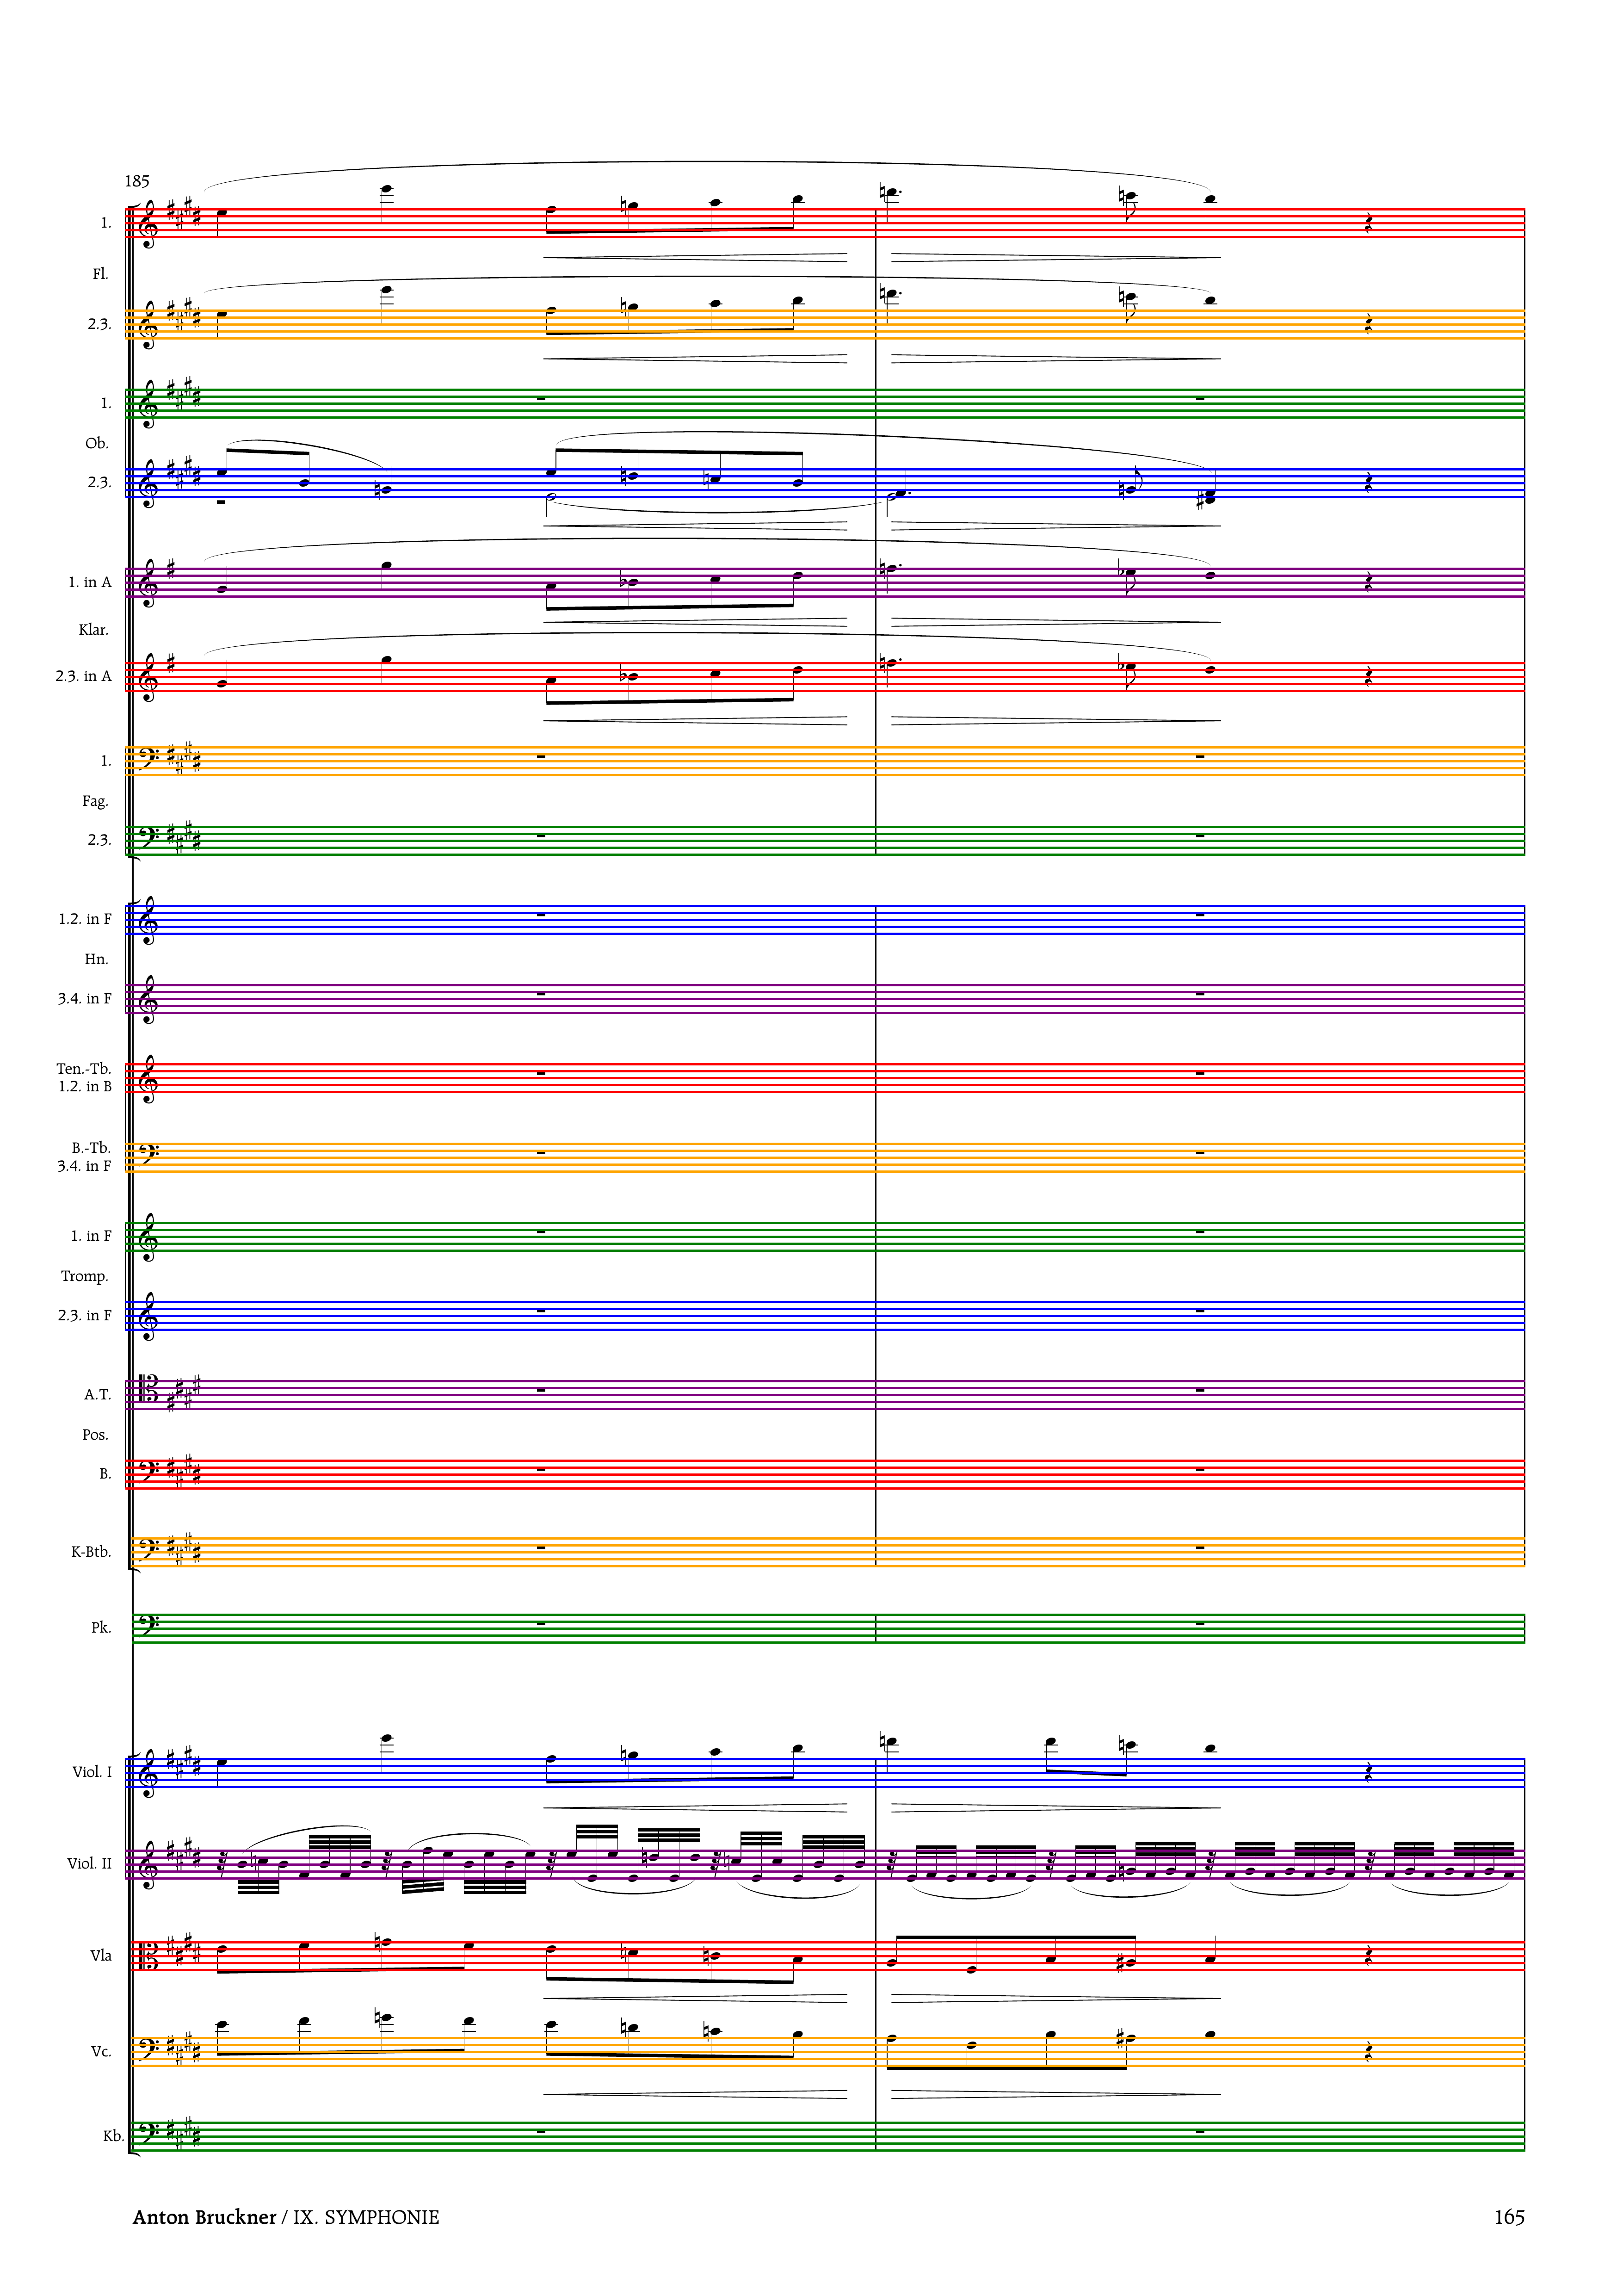 185
1.
Fl.
2.3.
1.
Ob.
2.3.
1. in A
Klar.
2.3. in A
1.
Fag.
2.3.
1.2. in F
Hn.
3.4. in F
Ten.-Tb.
1.2. in B
B.-Tb.
3.4. in F
1. in F
Tromp.
2.3. in F
A.T.
Pos.
B.
K-Btb.
Pk.
Viol. I
Viol. II
Vla
Vc.
Kb.
Anton Bruckner / IX. SYMPHONIE 165